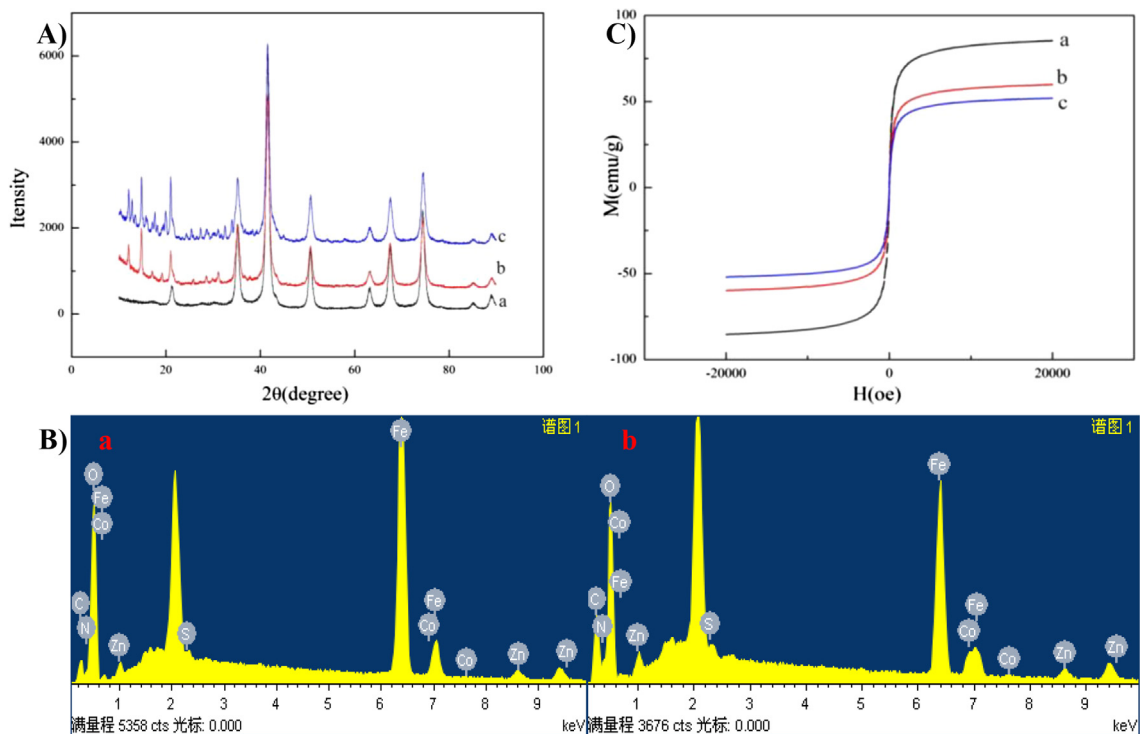 A)
6000
4000
2000
0
Itensity
c
b
a
0 20 40 60 80 100
2θ(degree)
C)
100
50
0
-50
-100
M(emu/g)
a
b
c
-20000 0 20000
H(oe)
B)
a
谱图 1
Fe
O
Fe
Co
C
N
Zn
S
Fe
Co
Co
Zn
Zn
1 2 3 4 5 6 7 8 9
满量程 5358 cts 光标: 0.000
keV
b
谱图 1
Fe
O
Co
Fe
C
N
Zn
S
Fe
Co
Co
Zn
Zn
1 2 3 4 5 6 7 8 9
满量程 3676 cts 光标: 0.000
keV